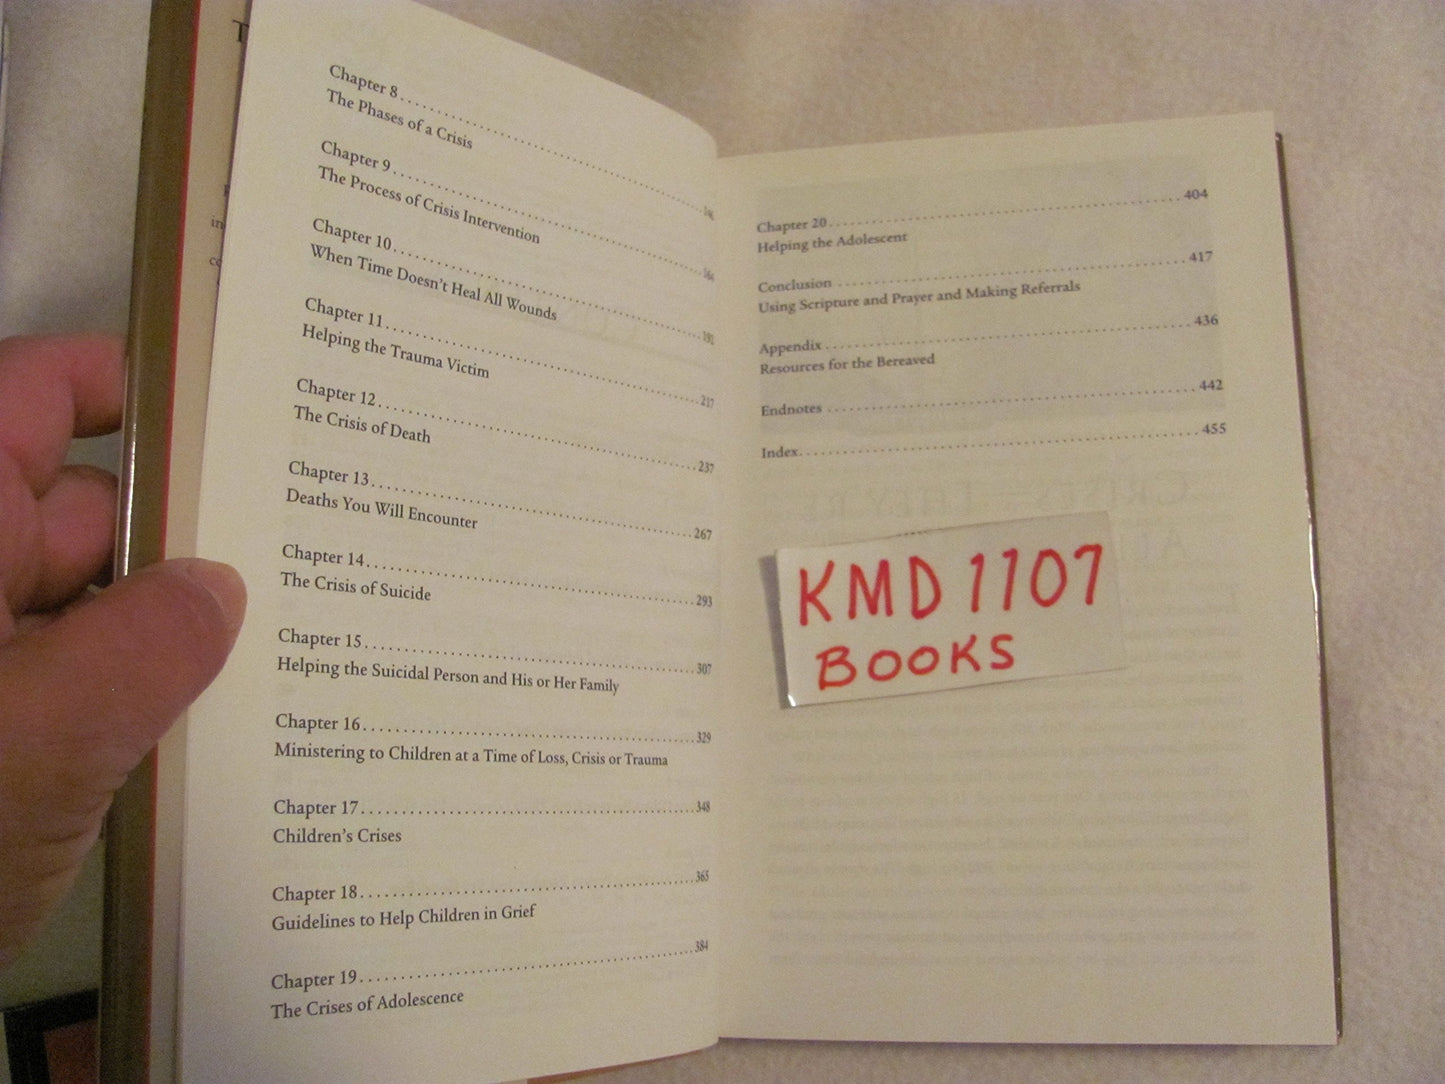 Chapter 8 . . . . . . . . . . . . . . . . . . . . . . . . . . . . . . 146
The Phases of a Crisis
Chapter 9 . . . . . . . . . . . . . . . . . . . . . . . . . . . . . . 164
The Process of Crisis Intervention
Chapter 10 . . . . . . . . . . . . . . . . . . . . . . . . . . . . . . 192
When Time Doesn't Heal All Wounds
Chapter 11 . . . . . . . . . . . . . . . . . . . . . . . . . . . . . . 217
Helping the Trauma Victim
Chapter 12 . . . . . . . . . . . . . . . . . . . . . . . . . . . . . . 237
The Crisis of Death
Chapter 13 . . . . . . . . . . . . . . . . . . . . . . . . . . . . . . 267
Deaths You Will Encounter
Chapter 14 . . . . . . . . . . . . . . . . . . . . . . . . . . . . . . 293
The Crisis of Suicide
Chapter 15 . . . . . . . . . . . . . . . . . . . . . . . . . . . . . . 307
Helping the Suicidal Person and His or Her Family
Chapter 16 . . . . . . . . . . . . . . . . . . . . . . . . . . . . . . 329
Ministering to Children at a Time of Loss, Crisis or Trauma
Chapter 17 . . . . . . . . . . . . . . . . . . . . . . . . . . . . . . 348
Children's Crises
Chapter 18 . . . . . . . . . . . . . . . . . . . . . . . . . . . . . . 365
Guidelines to Help Children in Grief
Chapter 19 . . . . . . . . . . . . . . . . . . . . . . . . . . . . . . 384
The Crises of Adolescence
Chapter 20 . . . . . . . . . . . . . . . . . . . . . . . . . . . . . . 404
Helping the Adolescent
Conclusion . . . . . . . . . . . . . . . . . . . . . . . . . . . . . . 417
Using Scripture and Prayer and Making Referrals
Appendix . . . . . . . . . . . . . . . . . . . . . . . . . . . . . . 436
Resources for the Bereaved
Endnotes . . . . . . . . . . . . . . . . . . . . . . . . . . . . . . 442
Index . . . . . . . . . . . . . . . . . . . . . . . . . . . . . . 455
KMD 1107
BOOKS